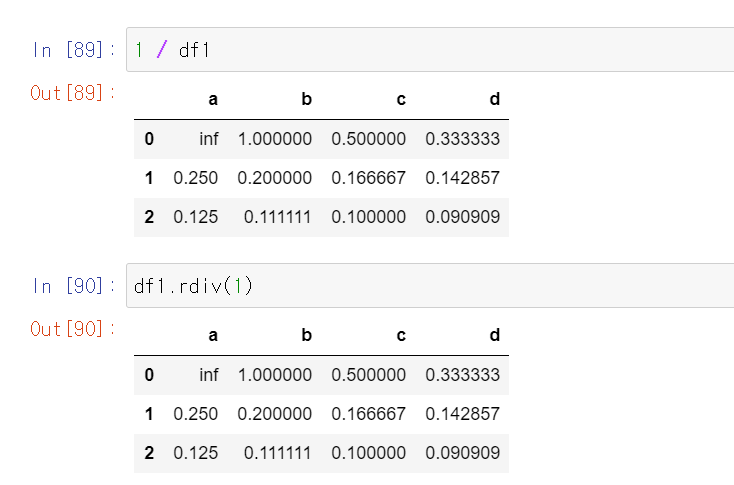 In [89]: 1 / df1
Out[89]:
a b c d
0 inf 1.000000 0.500000 0.333333
1 0.250 0.200000 0.166667 0.142857
2 0.125 0.111111 0.100000 0.090909
In [90]: df1.rdiv(1)
Out[90]:
a b c d
0 inf 1.000000 0.500000 0.333333
1 0.250 0.200000 0.166667 0.142857
2 0.125 0.111111 0.100000 0.090909